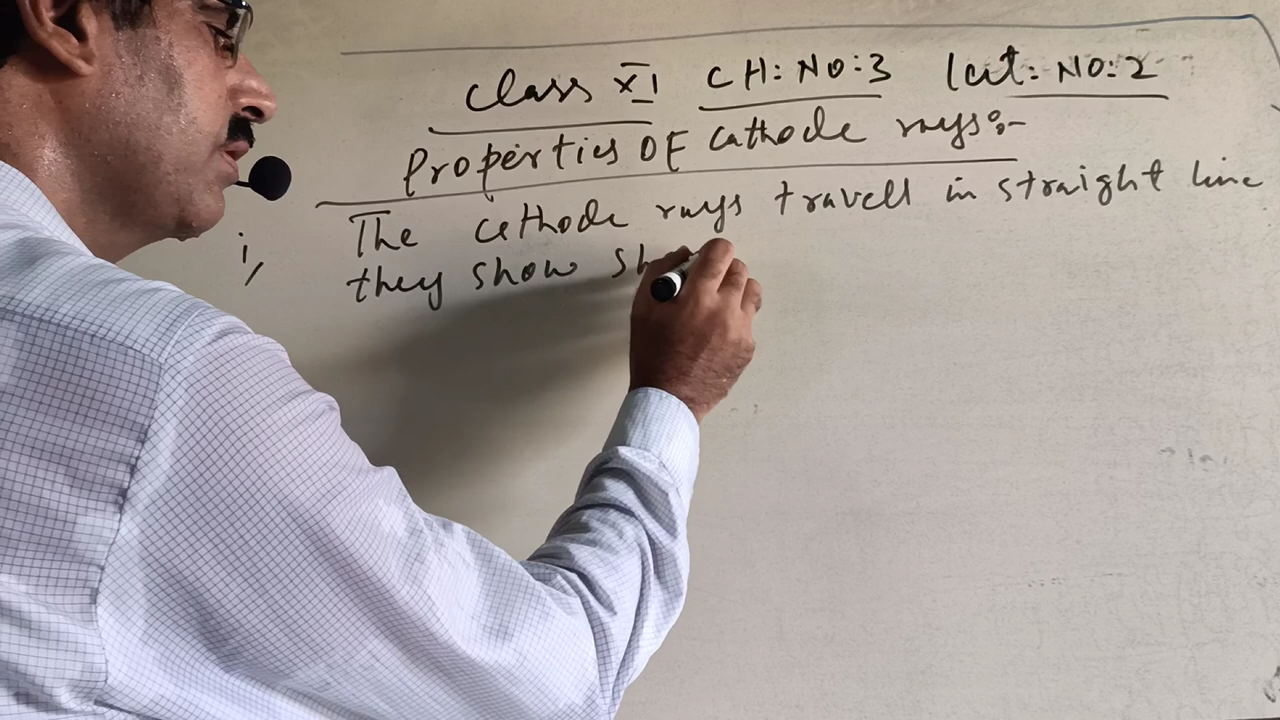 Class XI CH: NO:3 lect: NO:2
Properties OF Cathode rays:-
i, The cathode rays travell in straight line
they show sh